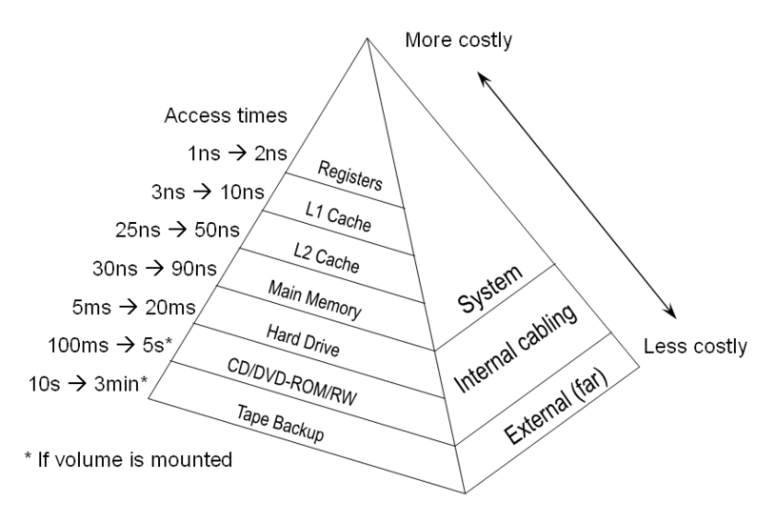 More costly
Access times
1ns → 2ns
Registers
3ns → 10ns
L1 Cache
25ns → 50ns
L2 Cache
30ns → 90ns
Main Memory
5ms → 20ms
Hard Drive
100ms → 5s*
CD/DVD-ROM/RW
10s → 3min*
Tape Backup
System
Internal cabling
External (far)
Less costly
* If volume is mounted